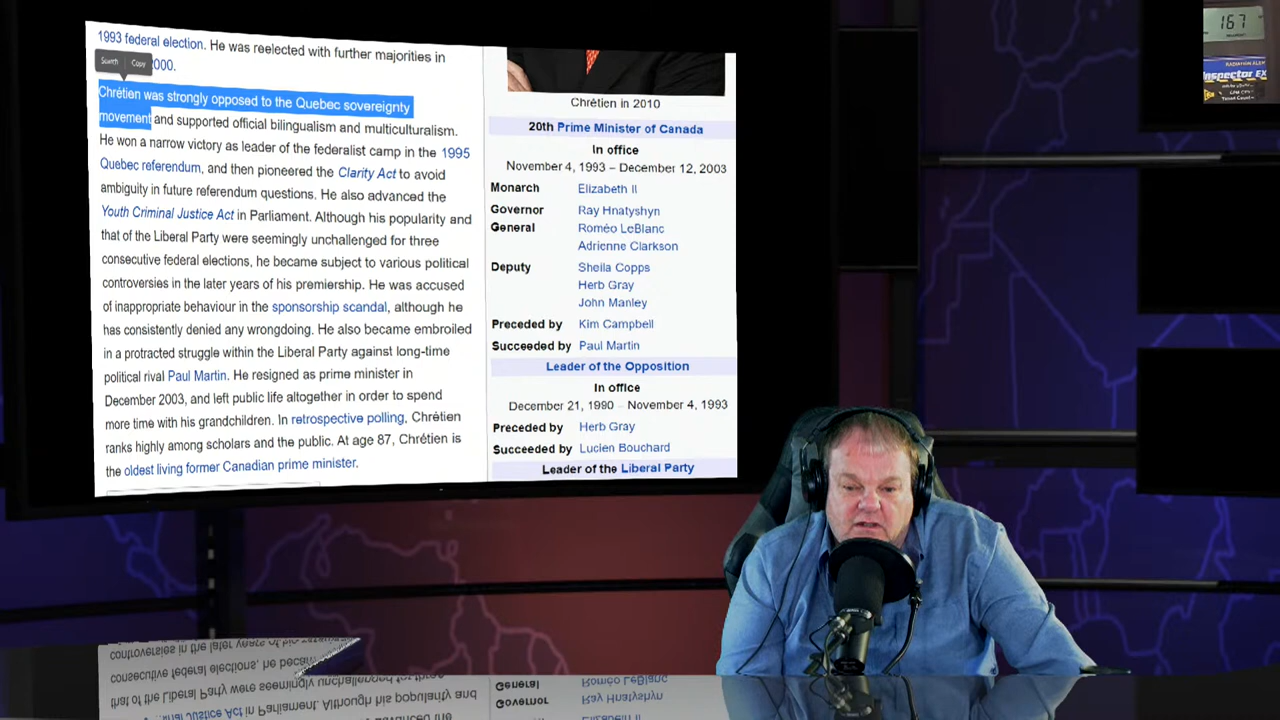 1993 federal election. He was reelected with further majorities in
Search Copy
000.
Chrétien was strongly opposed to the Quebec sovereignty
movement and supported official bilingualism and multiculturalism.
He won a narrow victory as leader of the federalist camp in the 1995
Quebec referendum, and then pioneered the Clarity Act to avoid
ambiguity in future referendum questions. He also advanced the
Youth Criminal Justice Act in Parliament. Although his popularity and
that of the Liberal Party were seemingly unchallenged for three
consecutive federal elections, he became subject to various political
controversies in the later years of his premiership. He was accused
of inappropriate behaviour in the sponsorship scandal, although he
has consistently denied any wrongdoing. He also became embroiled
in a protracted struggle within the Liberal Party against long-time
political rival Paul Martin. He resigned as prime minister in
December 2003, and left public life altogether in order to spend
more time with his grandchildren. In retrospective polling, Chrétien
ranks highly among scholars and the public. At age 87, Chrétien is
the oldest living former Canadian prime minister.
Chrétien in 2010
20th Prime Minister of Canada
In office
November 4, 1993 – December 12, 2003
Monarch Elizabeth II
Governor Ray Hnatyshyn
General Roméo LeBlanc
Adrienne Clarkson
Deputy Sheila Copps
Herb Gray
John Manley
Preceded by Kim Campbell
Succeeded by Paul Martin
Leader of the Opposition
In office
December 21, 1990 – November 4, 1993
Preceded by Herb Gray
Succeeded by Lucien Bouchard
Leader of the Liberal Party
167
RADIATION ALERT
Inspector EX